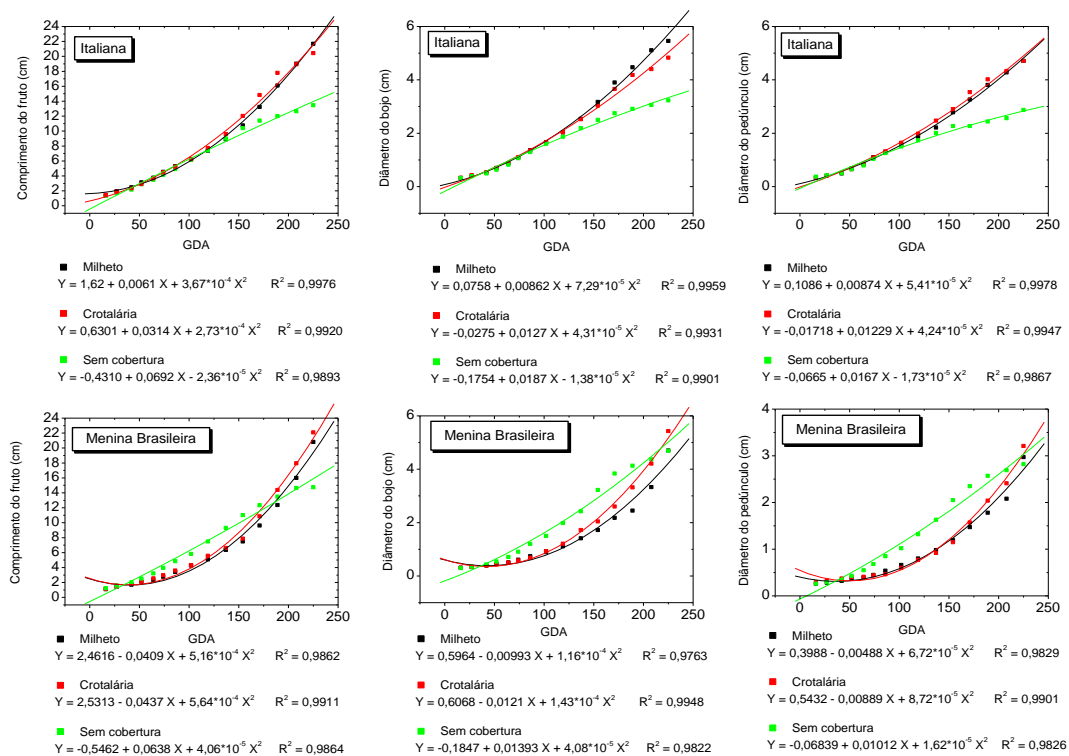 Italiana
Comprimento do fruto (cm)
24
22
20
18
16
14
12
10
8
6
4
2
0
0 50 100 150 200 250
GDA
Milheto
Y = 1,62 + 0,0061 X + 3,67*10⁻⁴ X² R² = 0,9976
Crotalária
Y = 0,6301 + 0,0314 X + 2,73*10⁻⁴ X² R² = 0,9920
Sem cobertura
Y = -0,4310 + 0,0692 X - 2,36*10⁻⁵ X² R² = 0,9893
Italiana
Diâmetro do bojo (cm)
6
4
2
0
0 50 100 150 200 250
GDA
Milheto
Y = 0,0758 + 0,00862 X + 7,29*10⁻⁵ X² R² = 0,9959
Crotalária
Y = -0,0275 + 0,0127 X + 4,31*10⁻⁵ X² R² = 0,9931
Sem cobertura
Y = -0,1754 + 0,0187 X - 1,38*10⁻⁵ X² R² = 0,9901
Italiana
Diâmetro do pedúnculo (cm)
6
4
2
0
0 50 100 150 200 250
GDA
Milheto
Y = 0,1086 + 0,00874 X + 5,41*10⁻⁵ X² R² = 0,9978
Crotalária
Y = -0,01718 + 0,01229 X + 4,24*10⁻⁵ X² R² = 0,9947
Sem cobertura
Y = -0,0665 + 0,0167 X - 1,73*10⁻⁵ X² R² = 0,9867
Menina Brasileira
Comprimento do fruto (cm)
24
22
20
18
16
14
12
10
8
6
4
2
0
0 50 100 150 200 250
GDA
Milheto
Y = 2,4616 - 0,0409 X + 5,16*10⁻⁴ X² R² = 0,9862
Crotalária
Y = 2,5313 - 0,0437 X + 5,64*10⁻⁴ X² R² = 0,9911
Sem cobertura
Y = -0,5462 + 0,0638 X + 4,06*10⁻⁵ X² R² = 0,9864
Menina Brasileira
Diâmetro do bojo (cm)
6
4
2
0
0 50 100 150 200 250
GDA
Milheto
Y = 0,5964 - 0,00993 X + 1,16*10⁻⁴ X² R² = 0,9763
Crotalária
Y = 0,6068 - 0,0121 X + 1,43*10⁻⁴ X² R² = 0,9948
Sem cobertura
Y = -0,1847 + 0,01393 X + 4,08*10⁻⁵ X² R² = 0,9822
Menina Brasileira
Diâmetro do pedúnculo (cm)
4
3
2
1
0
0 50 100 150 200 250
GDA
Milheto
Y = 0,3988 - 0,00488 X + 6,72*10⁻⁵ X² R² = 0,9829
Crotalária
Y = 0,5432 - 0,00889 X + 8,72*10⁻⁵ X² R² = 0,9901
Sem cobertura
Y = -0,06839 + 0,01012 X + 1,62*10⁻⁵ X² R² = 0,9826